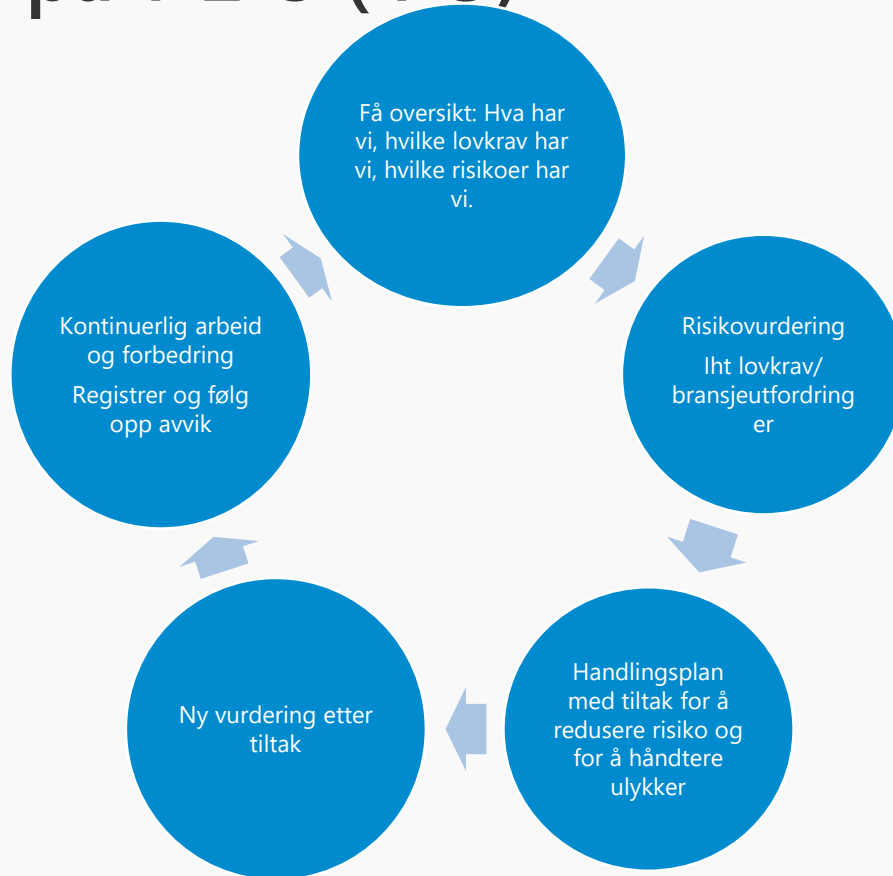 Få oversikt: Hva har
vi, hvilke lovkrav har
vi, hvilke risikoer har
vi.
Risikovurdering
Iht lovkrav/
bransjeutfordring
er
Handlingsplan
med tiltak for å
redusere risiko og
for å håndtere
ulykker
Ny vurdering etter
tiltak
Kontinuerlig arbeid
og forbedring
Registrer og følg
opp avvik